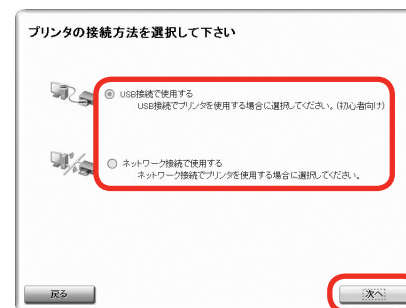 プリンタの接続方法を選択して下さい
USB接続で使用する
USB接続でプリンタを使用する場合に選択してください。(初心者向け)
ネットワーク接続で使用する
ネットワーク接続でプリンタを使用する場合に選択してください。
戻る
次へ